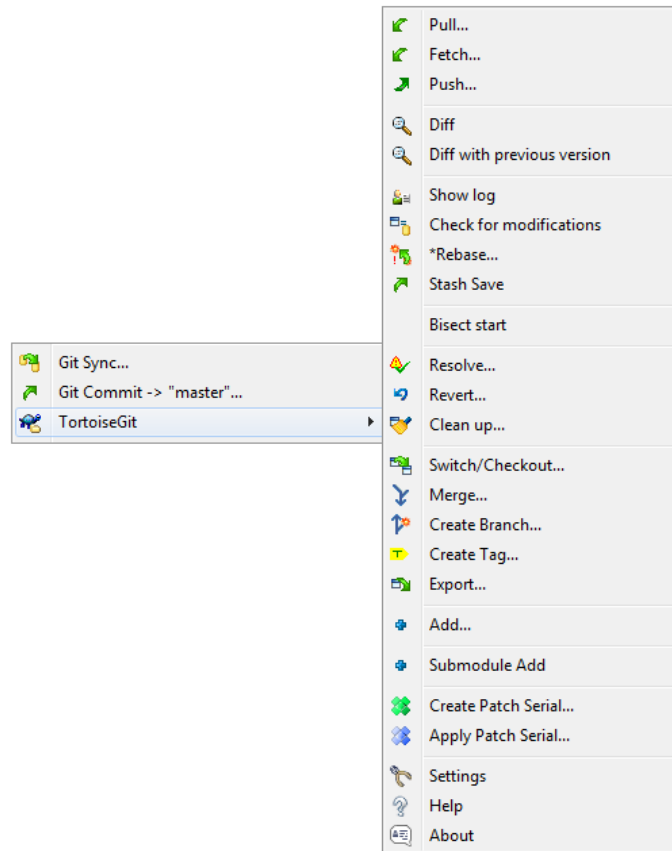 Pull...
Fetch...
Push...
Diff
Diff with previous version
Show log
Check for modifications
*Rebase...
Stash Save
Bisect start
Git Sync...
Git Commit -> "master"...
TortoiseGit
Resolve...
Revert...
Clean up...
Switch/Checkout...
Merge...
Create Branch...
Create Tag...
Export...
Add...
Submodule Add
Create Patch Serial...
Apply Patch Serial...
Settings
Help
About